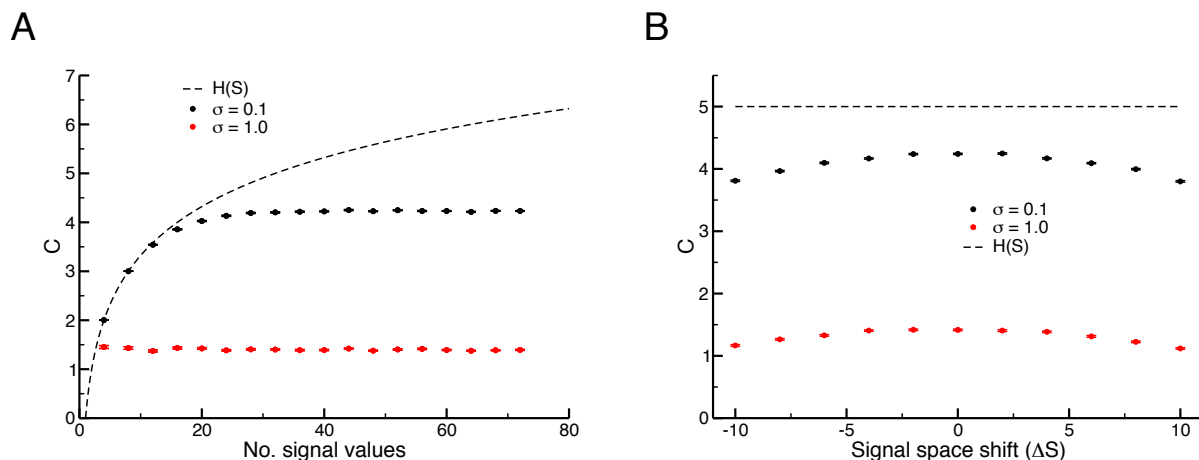 A
B
7
6
5
4
3
2
1
0
C
H(S)
σ = 0.1
σ = 1.0
0 20 40 60 80
No. signal values
6
5
4
3
2
1
0
C
σ = 0.1
σ = 1.0
H(S)
-10 -5 0 5 10
Signal space shift (ΔS)